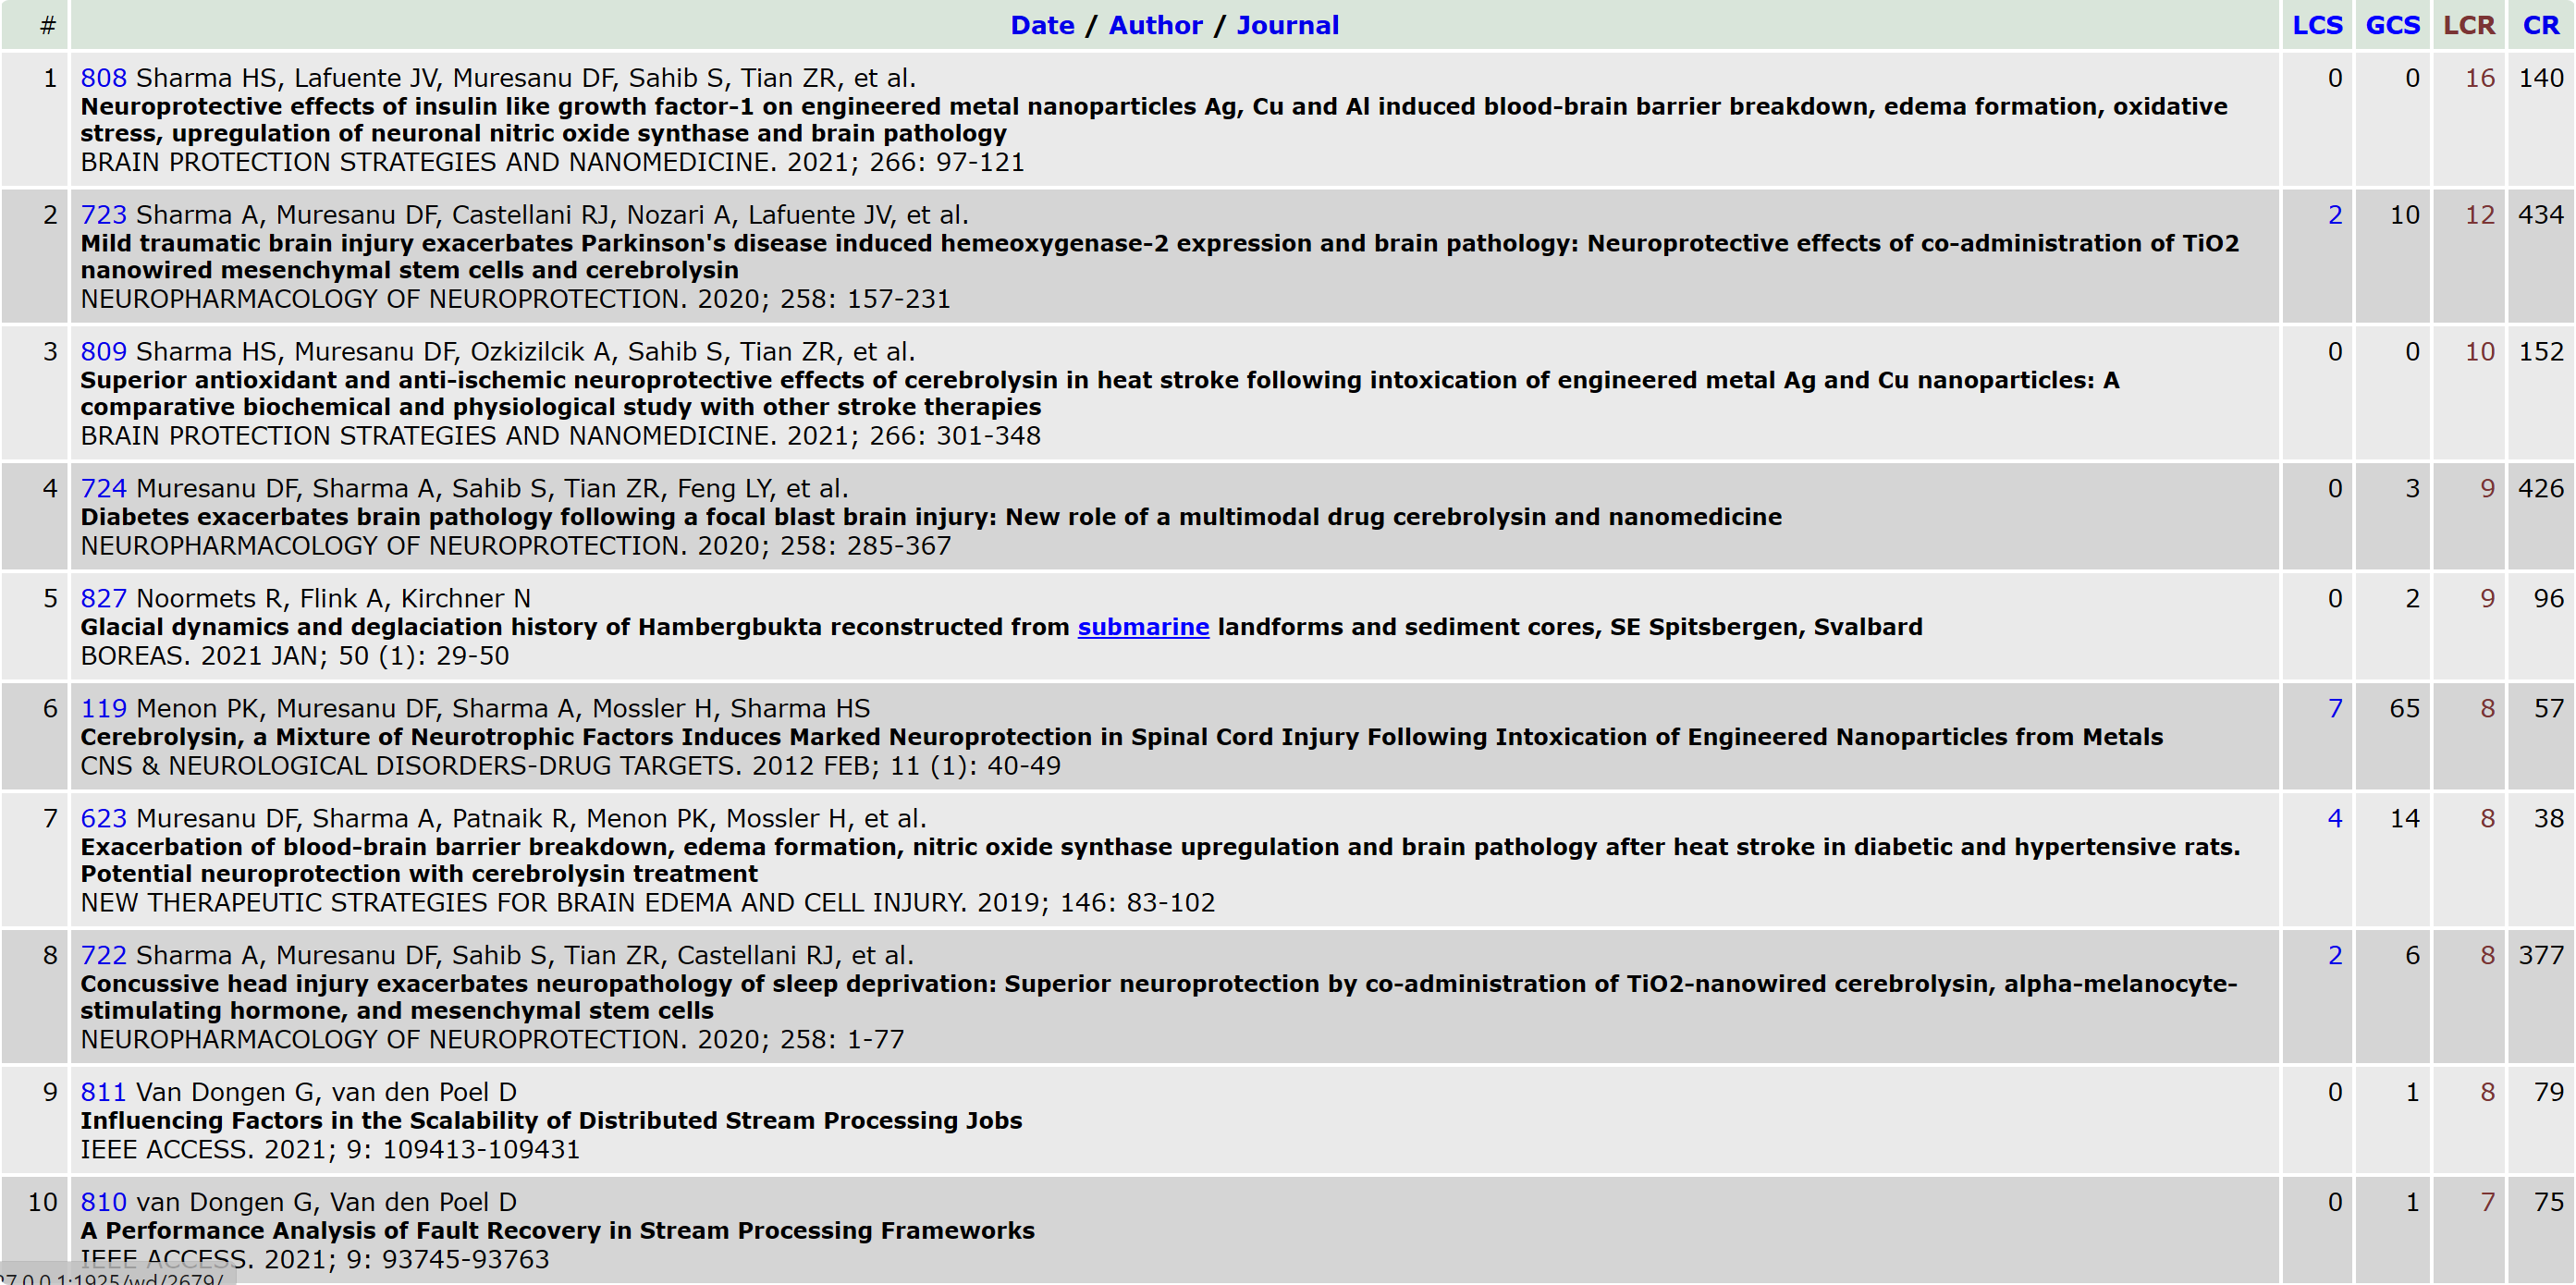 # Date / Author / Journal LCS GCS LCR CR
1 808 Sharma HS, Lafuente JV, Muresanu DF, Sahib S, Tian ZR, et al. 0 0 16 140
Neuroprotective effects of insulin like growth factor-1 on engineered metal nanoparticles Ag, Cu and Al induced blood-brain barrier breakdown, edema formation, oxidative
stress, upregulation of neuronal nitric oxide synthase and brain pathology
BRAIN PROTECTION STRATEGIES AND NANOMEDICINE. 2021; 266: 97-121
2 723 Sharma A, Muresanu DF, Castellani RJ, Nozari A, Lafuente JV, et al. 2 10 12 434
Mild traumatic brain injury exacerbates Parkinson's disease induced hemeoxygenase-2 expression and brain pathology: Neuroprotective effects of co-administration of TiO2
nanowired mesenchymal stem cells and cerebrolysin
NEUROPHARMACOLOGY OF NEUROPROTECTION. 2020; 258: 157-231
3 809 Sharma HS, Muresanu DF, Ozkizilcik A, Sahib S, Tian ZR, et al. 0 0 10 152
Superior antioxidant and anti-ischemic neuroprotective effects of cerebrolysin in heat stroke following intoxication of engineered metal Ag and Cu nanoparticles: A
comparative biochemical and physiological study with other stroke therapies
BRAIN PROTECTION STRATEGIES AND NANOMEDICINE. 2021; 266: 301-348
4 724 Muresanu DF, Sharma A, Sahib S, Tian ZR, Feng LY, et al. 0 3 9 426
Diabetes exacerbates brain pathology following a focal blast brain injury: New role of a multimodal drug cerebrolysin and nanomedicine
NEUROPHARMACOLOGY OF NEUROPROTECTION. 2020; 258: 285-367
5 827 Noormets R, Flink A, Kirchner N 0 2 9 96
Glacial dynamics and deglaciation history of Hambergbukta reconstructed from submarine landforms and sediment cores, SE Spitsbergen, Svalbard
BOREAS. 2021 JAN; 50 (1): 29-50
6 119 Menon PK, Muresanu DF, Sharma A, Mossler H, Sharma HS 7 65 8 57
Cerebrolysin, a Mixture of Neurotrophic Factors Induces Marked Neuroprotection in Spinal Cord Injury Following Intoxication of Engineered Nanoparticles from Metals
CNS & NEUROLOGICAL DISORDERS-DRUG TARGETS. 2012 FEB; 11 (1): 40-49
7 623 Muresanu DF, Sharma A, Patnaik R, Menon PK, Mossler H, et al. 4 14 8 38
Exacerbation of blood-brain barrier breakdown, edema formation, nitric oxide synthase upregulation and brain pathology after heat stroke in diabetic and hypertensive rats.
Potential neuroprotection with cerebrolysin treatment
NEW THERAPEUTIC STRATEGIES FOR BRAIN EDEMA AND CELL INJURY. 2019; 146: 83-102
8 722 Sharma A, Muresanu DF, Sahib S, Tian ZR, Castellani RJ, et al. 2 6 8 377
Concussive head injury exacerbates neuropathology of sleep deprivation: Superior neuroprotection by co-administration of TiO2-nanowired cerebrolysin, alpha-melanocyte-
stimulating hormone, and mesenchymal stem cells
NEUROPHARMACOLOGY OF NEUROPROTECTION. 2020; 258: 1-77
9 811 Van Dongen G, van den Poel D 0 1 8 79
Influencing Factors in the Scalability of Distributed Stream Processing Jobs
IEEE ACCESS. 2021; 9: 109413-109431
10 810 van Dongen G, Van den Poel D 0 1 7 75
A Performance Analysis of Fault Recovery in Stream Processing Frameworks
IEEE ACCESS. 2021; 9: 93745-93763
27.0.0.1:1925/wd/2679/